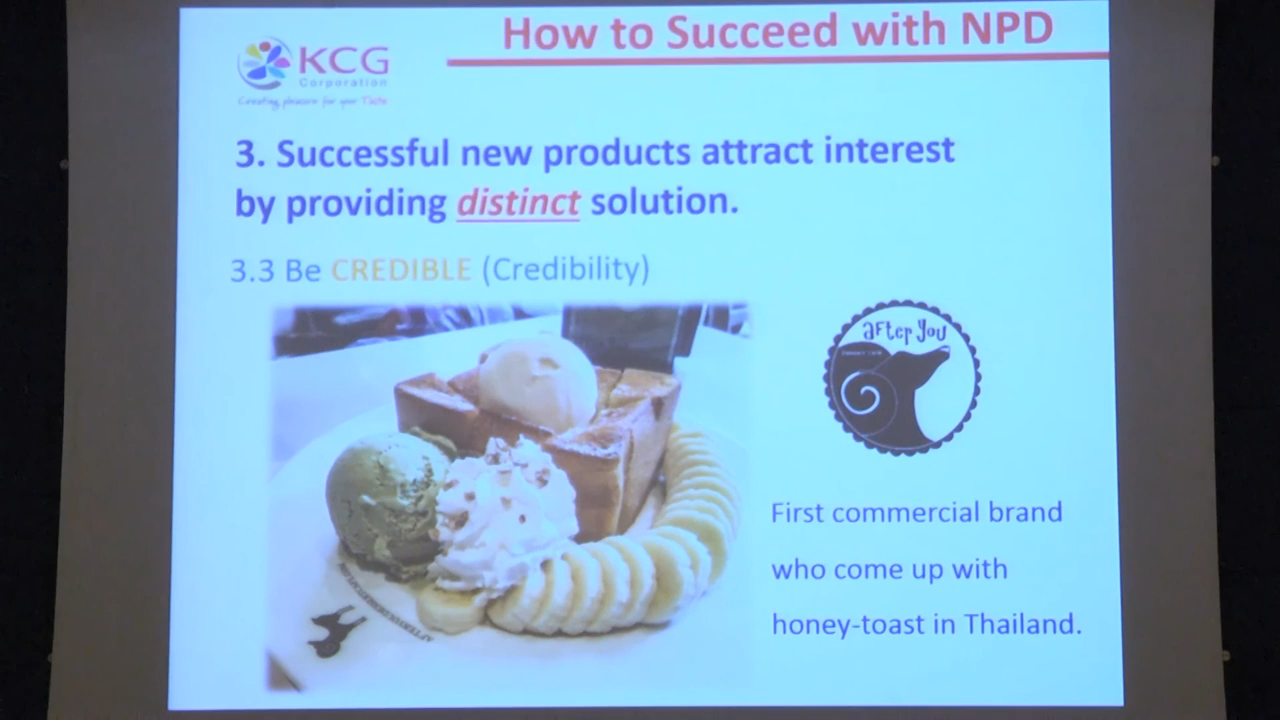 How to Succeed with NPD
KCG
Corporation
Creating pleasure for your Taste
3. Successful new products attract interest
by providing distinct solution.
3.3 Be CREDIBLE (Credibility)
after you
First commercial brand
who come up with
honey-toast in Thailand.